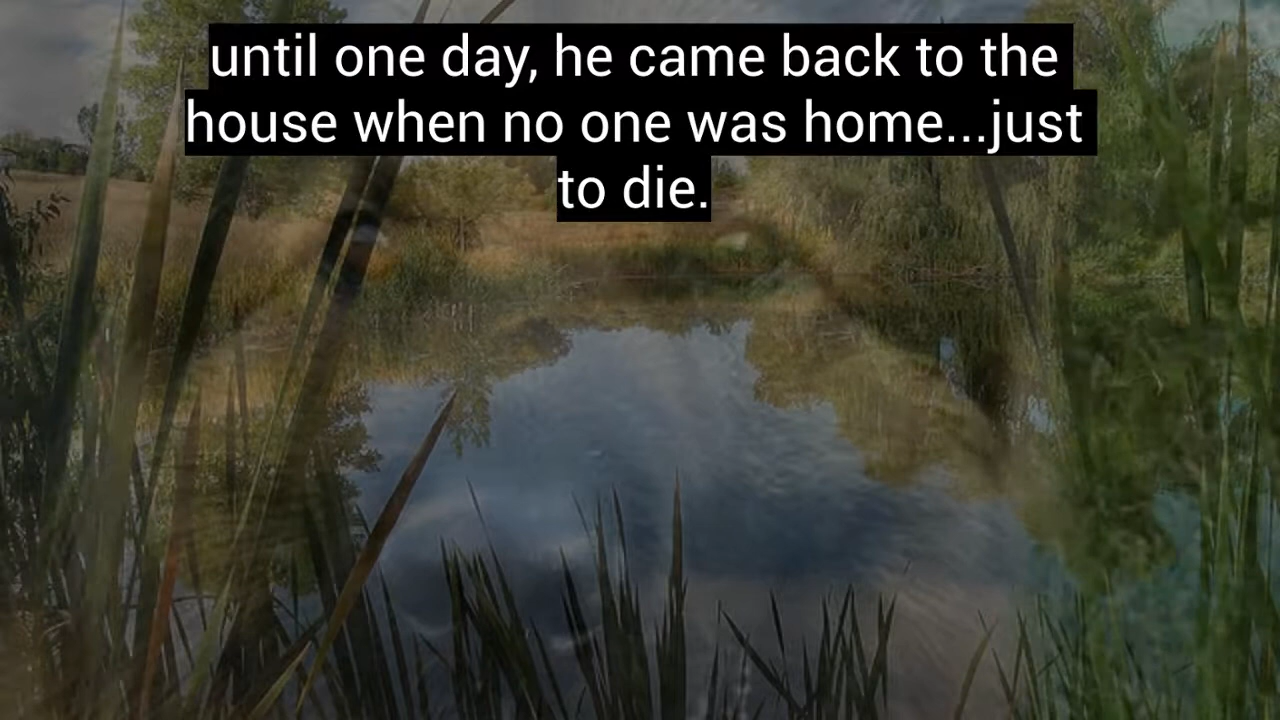 until one day, he came back to the
house when no one was home...just
to die.